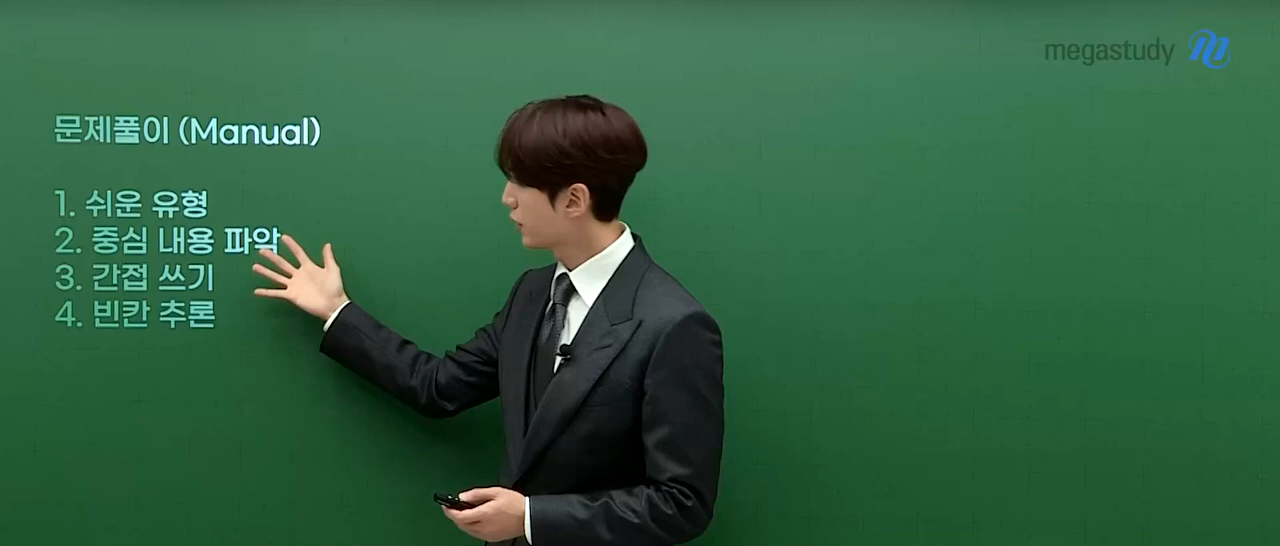 megastudy
문제풀이 (Manual)
1. 쉬운 유형
2. 중심 내용 파악
3. 간접 쓰기
4. 빈칸 추론